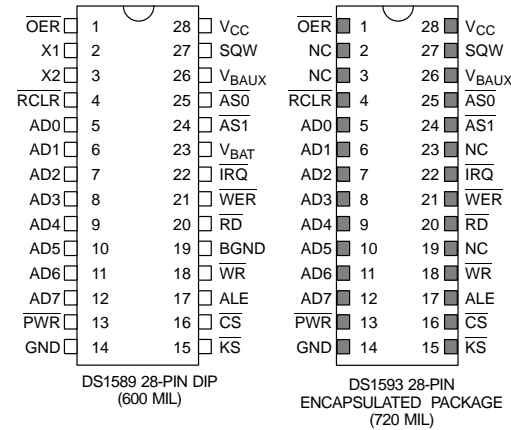 OER 1 28 VCC OER 1 28 VCC
X1 2 27 SQW NC 2 27 SQW
X2 3 26 VBAUX NC 3 26 VBAUX
RCLR 4 25 AS0 RCLR 4 25 AS0
AD0 5 24 AS1 AD0 5 24 AS1
AD1 6 23 VBAT AD1 6 23 NC
AD2 7 22 IRQ AD2 7 22 IRQ
AD3 8 21 WER AD3 8 21 WER
AD4 9 20 RD AD4 9 20 RD
AD5 10 19 BGND AD5 10 19 NC
AD6 11 18 WR AD6 11 18 WR
AD7 12 17 ALE AD7 12 17 ALE
PWR 13 16 CS PWR 13 16 CS
GND 14 15 KS GND 14 15 KS
DS1589 28-PIN DIP
(600 MIL)
DS1593 28-PIN
ENCAPSULATED PACKAGE
(720 MIL)